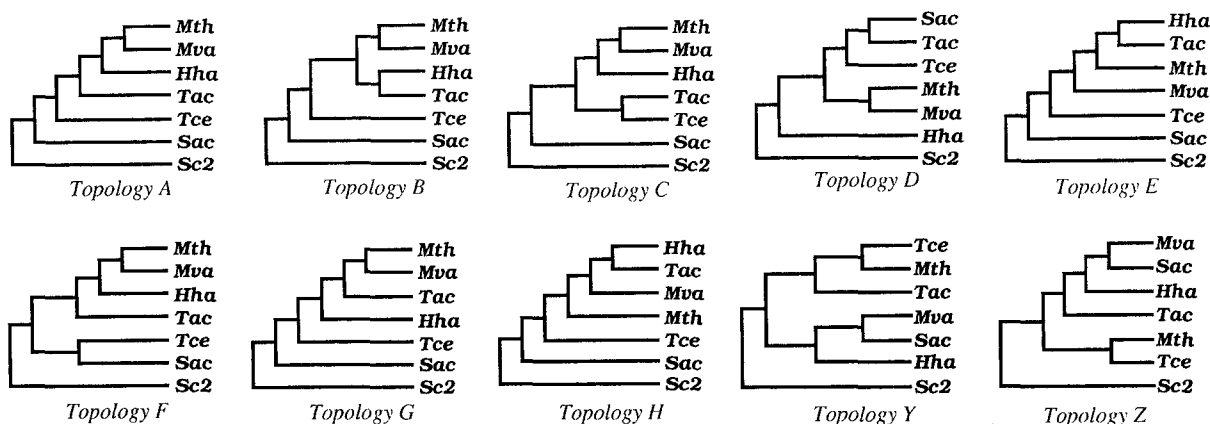 Mth
Mva
Hha
Tac
Tce
Sac
Sc2
Topology A
Mth
Mva
Hha
Tac
Tce
Sac
Sc2
Topology B
Mth
Mva
Hha
Tac
Tce
Sac
Sc2
Topology C
Sac
Tac
Tce
Mth
Mva
Hha
Sc2
Topology D
Hha
Tac
Mth
Mva
Tce
Sac
Sc2
Topology E
Mth
Mva
Hha
Tac
Tce
Sac
Sc2
Topology F
Mth
Mva
Tac
Hha
Tce
Sac
Sc2
Topology G
Hha
Tac
Mva
Mth
Tce
Sac
Sc2
Topology H
Tce
Mth
Tac
Mva
Sac
Hha
Sc2
Topology Y
Mva
Sac
Hha
Tac
Mth
Tce
Sc2
Topology Z